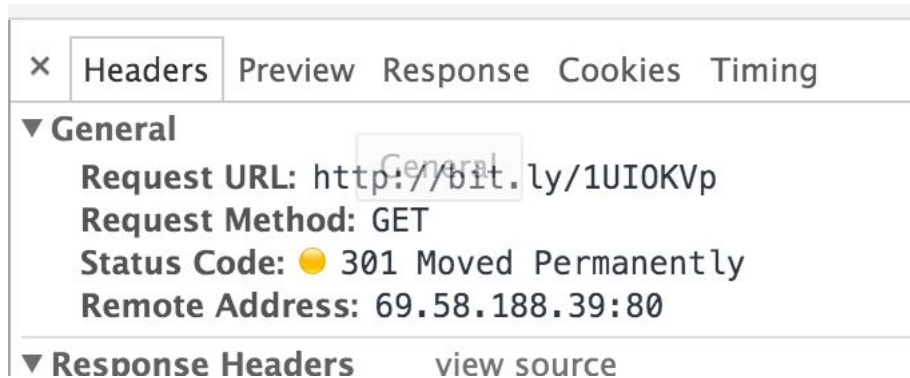 × Headers Preview Response Cookies Timing
▼ General
General
Request URL: http://bit.ly/1UIOKVp
Request Method: GET
Status Code: 301 Moved Permanently
Remote Address: 69.58.188.39:80
▼ Response Headers view source